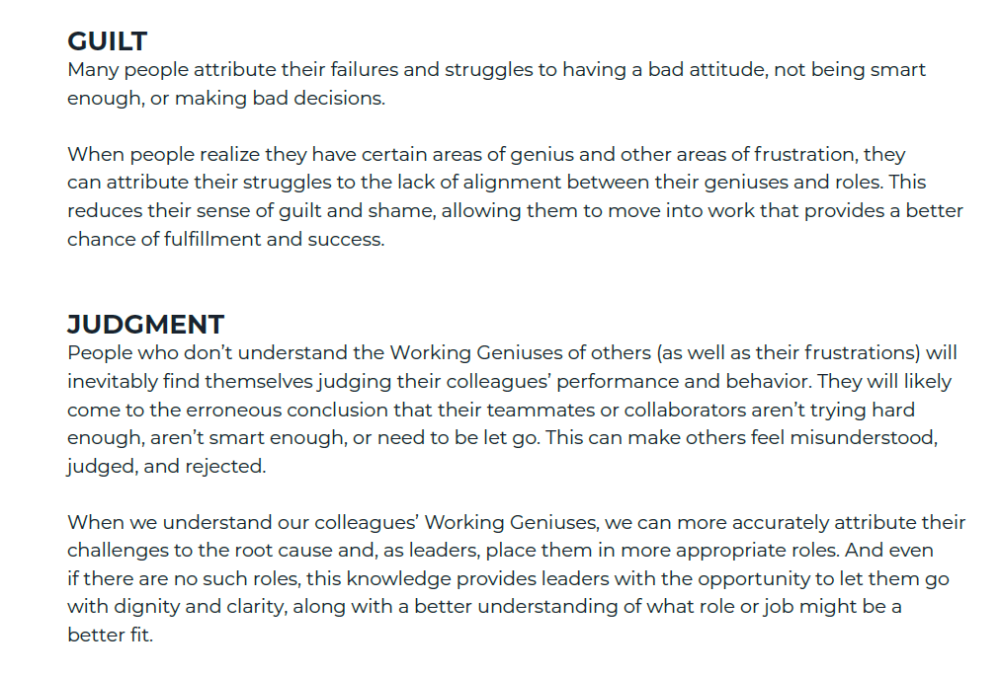 GUILT
Many people attribute their failures and struggles to having a bad attitude, not being smart
enough, or making bad decisions.
When people realize they have certain areas of genius and other areas of frustration, they
can attribute their struggles to the lack of alignment between their geniuses and roles. This
reduces their sense of guilt and shame, allowing them to move into work that provides a better
chance of fulfillment and success.
JUDGMENT
People who don’t understand the Working Geniuses of others (as well as their frustrations) will
inevitably find themselves judging their colleagues’ performance and behavior. They will likely
come to the erroneous conclusion that their teammates or collaborators aren’t trying hard
enough, aren’t smart enough, or need to be let go. This can make others feel misunderstood,
judged, and rejected.
When we understand our colleagues’ Working Geniuses, we can more accurately attribute their
challenges to the root cause and, as leaders, place them in more appropriate roles. And even
if there are no such roles, this knowledge provides leaders with the opportunity to let them go
with dignity and clarity, along with a better understanding of what role or job might be a
better fit.